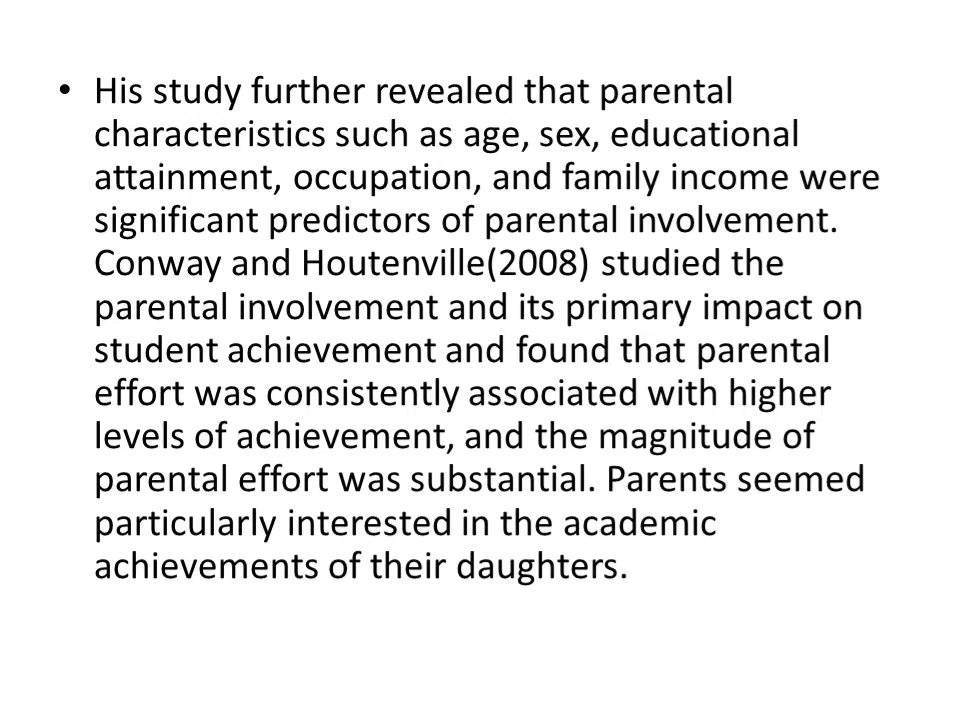 • His study further revealed that parental
characteristics such as age, sex, educational
attainment, occupation, and family income were
significant predictors of parental involvement.
Conway and Houtenville(2008) studied the
parental involvement and its primary impact on
student achievement and found that parental
effort was consistently associated with higher
levels of achievement, and the magnitude of
parental effort was substantial. Parents seemed
particularly interested in the academic
achievements of their daughters.